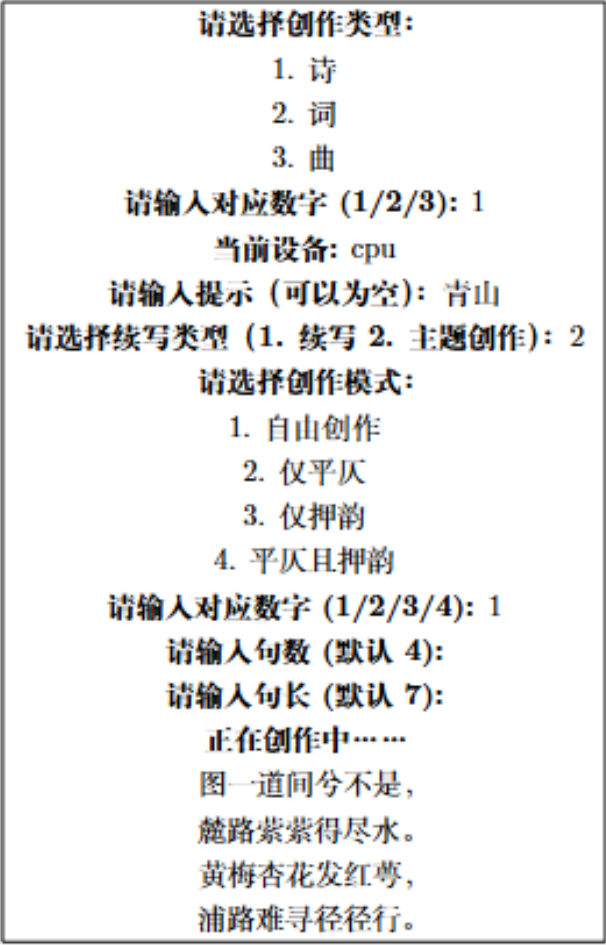 请选择创作类型:
1. 诗
2. 词
3. 曲
请输入对应数字 (1/2/3): 1
当前设备: cpu
请输入提示 (可以为空): 青山
请选择续写类型 (1. 续写 2. 主题创作): 2
请选择创作模式:
1. 自由创作
2. 仅平仄
3. 仅押韵
4. 平仄且押韵
请输入对应数字 (1/2/3/4): 1
请输入句数 (默认 4):
请输入句长 (默认 7):
正在创作中……
图一道间兮不是,
麓路萦萦得尽水。
黄梅杏花发红萼,
浦路难寻径径行。